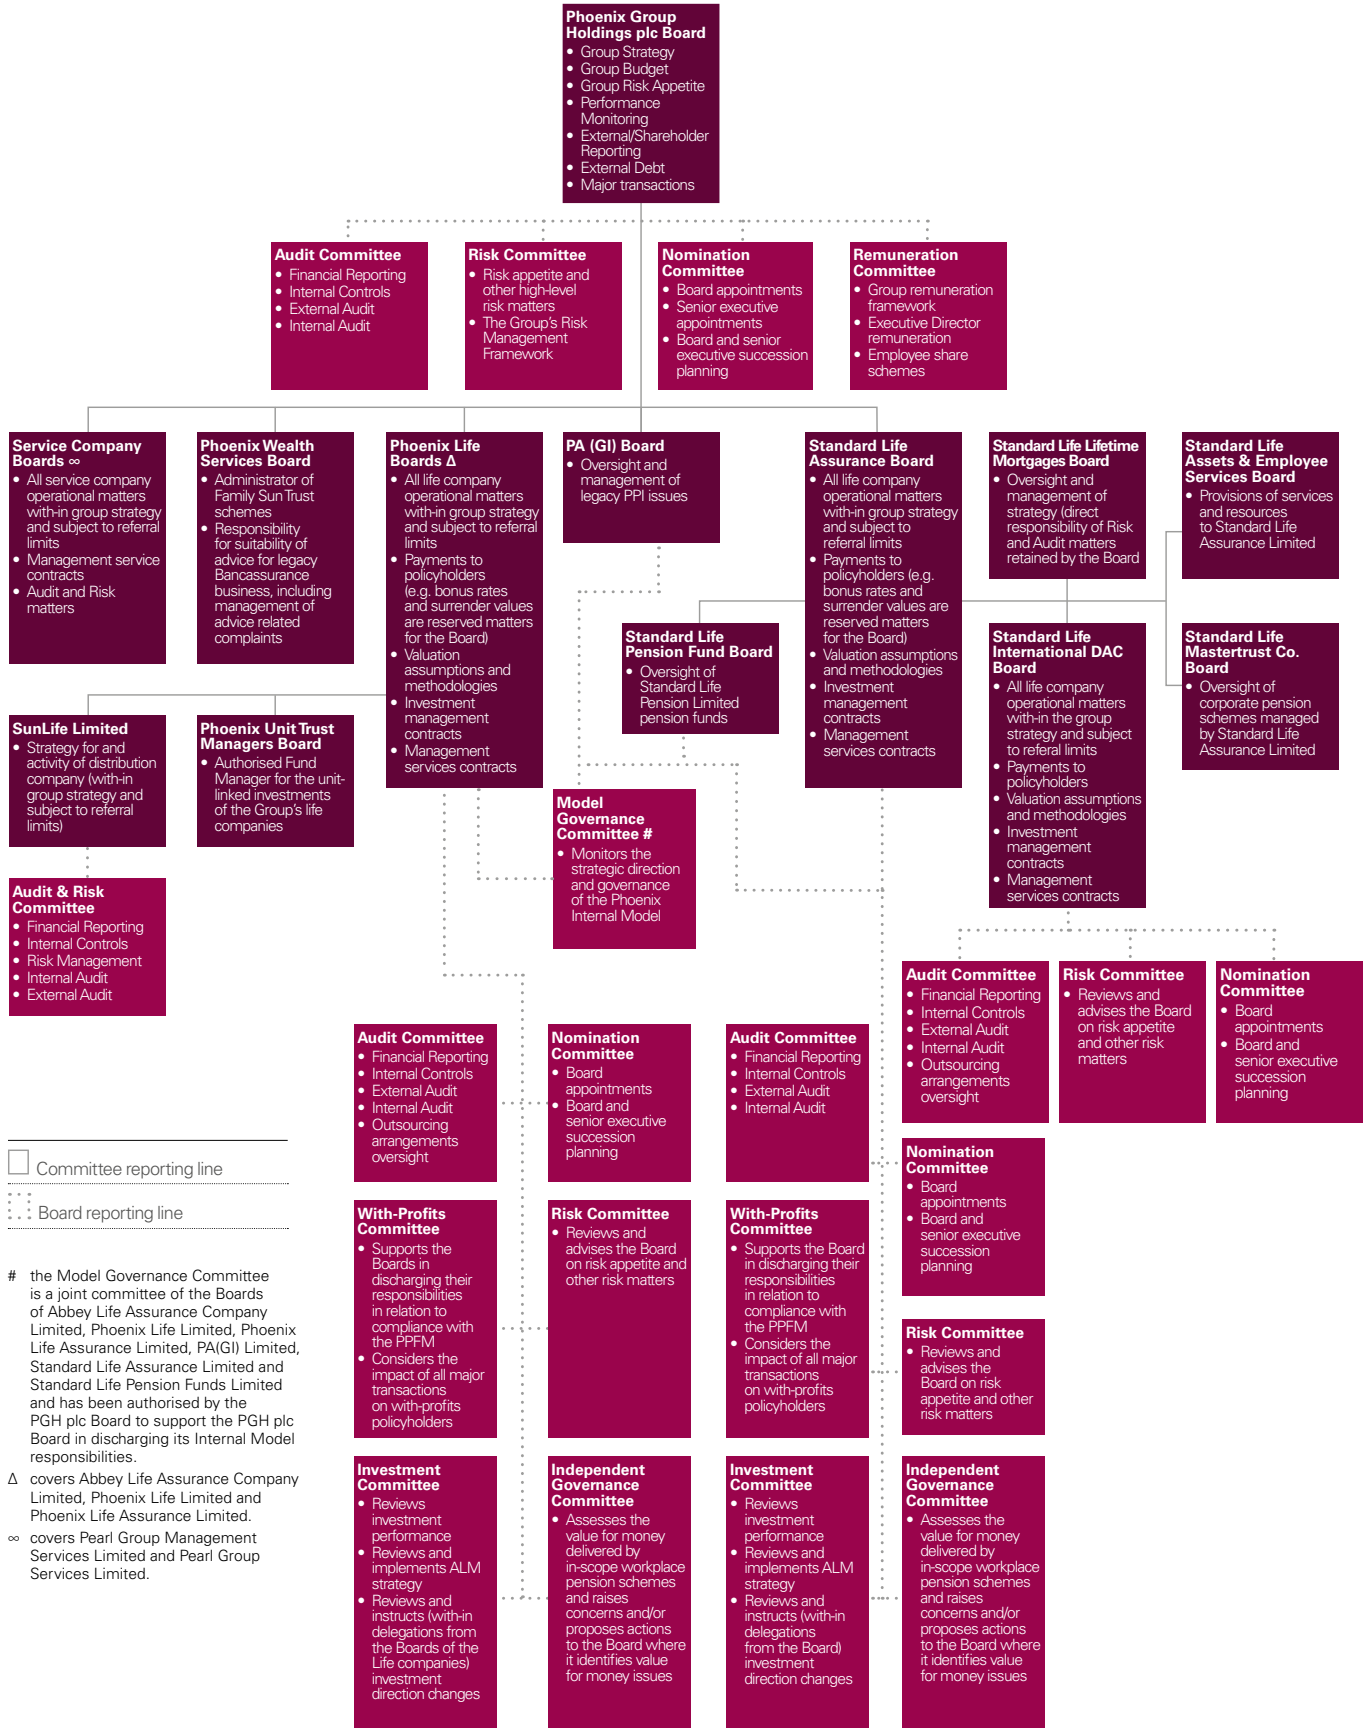 Phoenix Group
Holdings plc Board
• Group Strategy
• Group Budget
• Group Risk Appetite
• Performance
Monitoring
• External/Shareholder
Reporting
• External Debt
• Major transactions
Audit Committee
• Financial Reporting
• Internal Controls
• External Audit
• Internal Audit
Risk Committee
• Risk appetite and
other high-level
risk matters
• The Group's Risk
Management
Framework
Nomination
Committee
• Board appointments
• Senior executive
appointments
• Board and senior
executive succession
planning
Remuneration
Committee
• Group remuneration
framework
• Executive Director
remuneration
• Employee share
schemes
Service Company
Boards ∞
• All service company
operational matters
with-in group strategy
and subject to referral
limits
• Management service
contracts
• Audit and Risk
matters
Phoenix Wealth
Services Board
• Administrator of
Family Sun Trust
schemes
• Responsibility
for suitability of
advice for legacy
Bancassurance
business, including
management of
advice related
complaints
Phoenix Life
Boards Δ
• All life company
operational matters
with-in group strategy
and subject to referral
limits
• Payments to
policyholders
(e.g. bonus rates
and surrender values
are reserved matters
for the Board)
• Valuation
assumptions and
methodologies
• Investment
management
contracts
• Management
services contracts
PA (GI) Board
• Oversight and
management of
legacy PPI issues
Standard Life
Assurance Board
• All life company
operational matters
with-in group strategy
and subject to
referral limits
• Payments to
policyholders (e.g.
bonus rates and
surrender values are
reserved matters
for the Board)
• Valuation assumptions
and methodologies
• Investment
management
contracts
• Management
services contracts
Standard Life Lifetime
Mortgages Board
• Oversight and
management of
strategy (direct
responsibility of Risk
and Audit matters
retained by the Board
Standard Life
Assets & Employee
Services Board
• Provisions of services
and resources
to Standard Life
Assurance Limited
Standard Life
Pension Fund Board
• Oversight of
Standard Life
Pension Limited
pension funds
Standard Life
International DAC
Board
• All life company
operational matters
with-in the group
strategy and subject
to referal limits
• Payments to
policyholders
• Valuation assumptions
and methodologies
• Investment
management
contracts
• Management
services contracts
Standard Life
Mastertrust Co.
Board
• Oversight of
corporate pension
schemes managed
by Standard Life
Assurance Limited
SunLife Limited
• Strategy for and
activity of distribution
company (with-in
group strategy and
subject to referral
limits)
Phoenix Unit Trust
Managers Board
• Authorised Fund
Manager for the unit-
linked investments
of the Group's life
companies
Model
Governance
Committee #
• Monitors the
strategic direction
and governance
of the Phoenix
Internal Model
Audit & Risk
Committee
• Financial Reporting
• Internal Controls
• Risk Management
• Internal Audit
• External Audit
Audit Committee
• Financial Reporting
• Internal Controls
• External Audit
• Internal Audit
• Outsourcing
arrangements
oversight
Risk Committee
• Reviews and
advises the Board
on risk appetite
and other risk
matters
Nomination
Committee
• Board
appointments
• Board and
senior executive
succession
planning
Audit Committee
• Financial Reporting
• Internal Controls
• External Audit
• Internal Audit
• Outsourcing
arrangements
oversight
Nomination
Committee
• Board
appointments
• Board and
senior executive
succession
planning
Audit Committee
• Financial Reporting
• Internal Controls
• External Audit
• Internal Audit
Nomination
Committee
• Board
appointments
• Board and
senior executive
succession
planning
With-Profits
Committee
• Supports the
Boards in
discharging their
responsibilities
in relation to
compliance with
the PPFM
• Considers the
impact of all major
transactions
on with-profits
policyholders
Risk Committee
• Reviews and
advises the Board
on risk appetite and
other risk matters
With-Profits
Committee
• Supports the Board
in discharging their
responsibilities
in relation to
compliance with
the PPFM
• Considers the
impact of all major
transactions
on with-profits
policyholders
Risk Committee
• Reviews and
advises the
Board on risk
appetite and other
risk matters
Investment
Committee
• Reviews
investment
performance
• Reviews and
implements ALM
strategy
• Reviews and
instructs (with-in
delegations from
the Boards of the
Life companies)
investment
direction changes
Independent
Governance
Committee
• Assesses the
value for money
delivered by
in-scope workplace
pension schemes
and raises
concerns and/or
proposes actions
to the Board where
it identifies value
for money issues
Investment
Committee
• Reviews
investment
performance
• Reviews and
implements ALM
strategy
• Reviews and
instructs (with-in
delegations
from the Board)
investment
direction changes
Independent
Governance
Committee
• Assesses the
value for money
delivered by
in-scope workplace
pension schemes
and raises
concerns and/or
proposes actions
to the Board where
it identifies value
for money issues
Committee reporting line
Board reporting line
# the Model Governance Committee
is a joint committee of the Boards
of Abbey Life Assurance Company
Limited, Phoenix Life Limited, Phoenix
Life Assurance Limited, PA(GI) Limited,
Standard Life Assurance Limited and
Standard Life Pension Funds Limited
and has been authorised by the
PGH plc Board to support the PGH plc
Board in discharging its Internal Model
responsibilities.
Δ covers Abbey Life Assurance Company
Limited, Phoenix Life Limited and
Phoenix Life Assurance Limited.
∞ covers Pearl Group Management
Services Limited and Pearl Group
Services Limited.